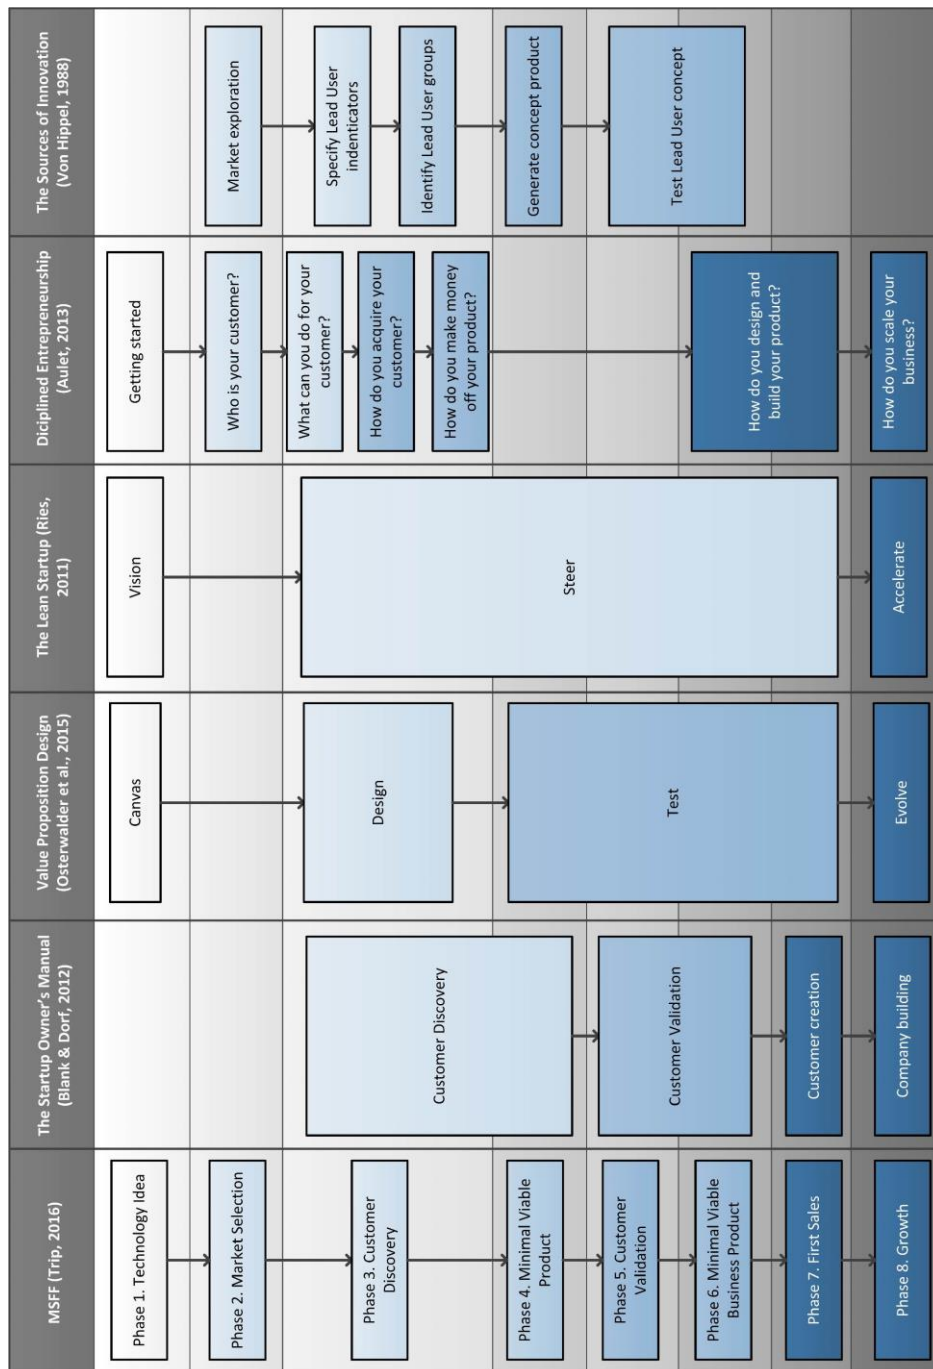 MSFF (Trip, 2016)
Phase 1. Technology Idea
Phase 2. Market Selection
Phase 3. Customer
Discovery
Phase 4. Minimal Viable
Product
Phase 5. Customer
Validation
Phase 6. Minimal Viable
Business Product
Phase 7. First Sales
Phase 8. Growth
The Startup Owner's Manual
(Blank & Dorf, 2012)
Customer Discovery
Customer Validation
Customer creation
Company building
Value Proposition Design
(Osterwalder et al., 2015)
Canvas
Design
Test
Evolve
The Lean Startup (Ries,
2011)
Vision
Steer
Accelerate
Diciplined Entrepreneurship
(Aulet, 2013)
Getting started
Who is your customer?
What can you do for your
customer?
How do you acquire your
customer?
How do you make money
off your product?
How do you design and
build your product?
How do you scale your
business?
The Sources of Innovation
(Von Hippel, 1988)
Market exploration
Specify Lead User
indenticators
Identify Lead User groups
Generate concept product
Test Lead User concept